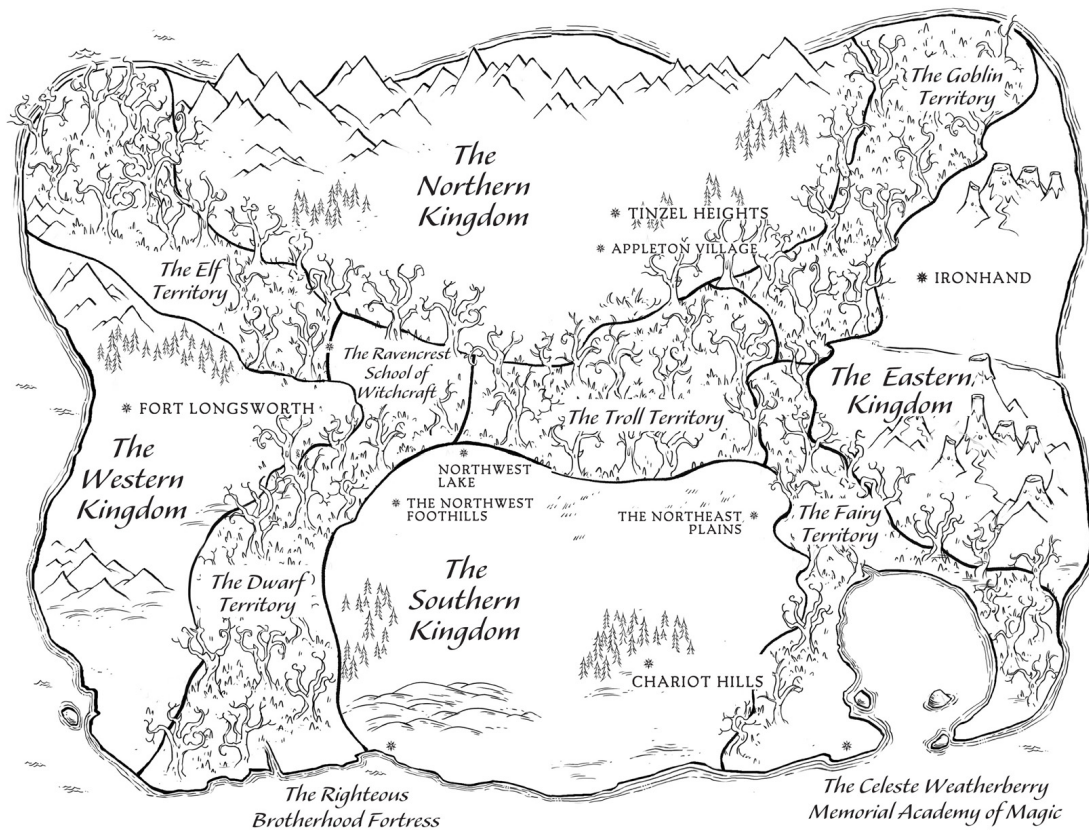 The Goblin
Territory
The
Northern
Kingdom
TINZEL HEIGHTS
APPLETON VILLAGE
The Elf
Territory
IRONHAND
The Ravencrest
School of
Witchcraft
The Eastern
Kingdom
FORT LONGSWORTH
The Troll Territory
The
Western
Kingdom
NORTHWEST
LAKE
THE NORTHWEST
FOOTHILLS
THE NORTHEAST
PLAINS
The Fairy
Territory
The Dwarf
Territory
The
Southern
Kingdom
CHARIOT HILLS
The Righteous
Brotherhood Fortress
The Celeste Weatherberry
Memorial Academy of Magic